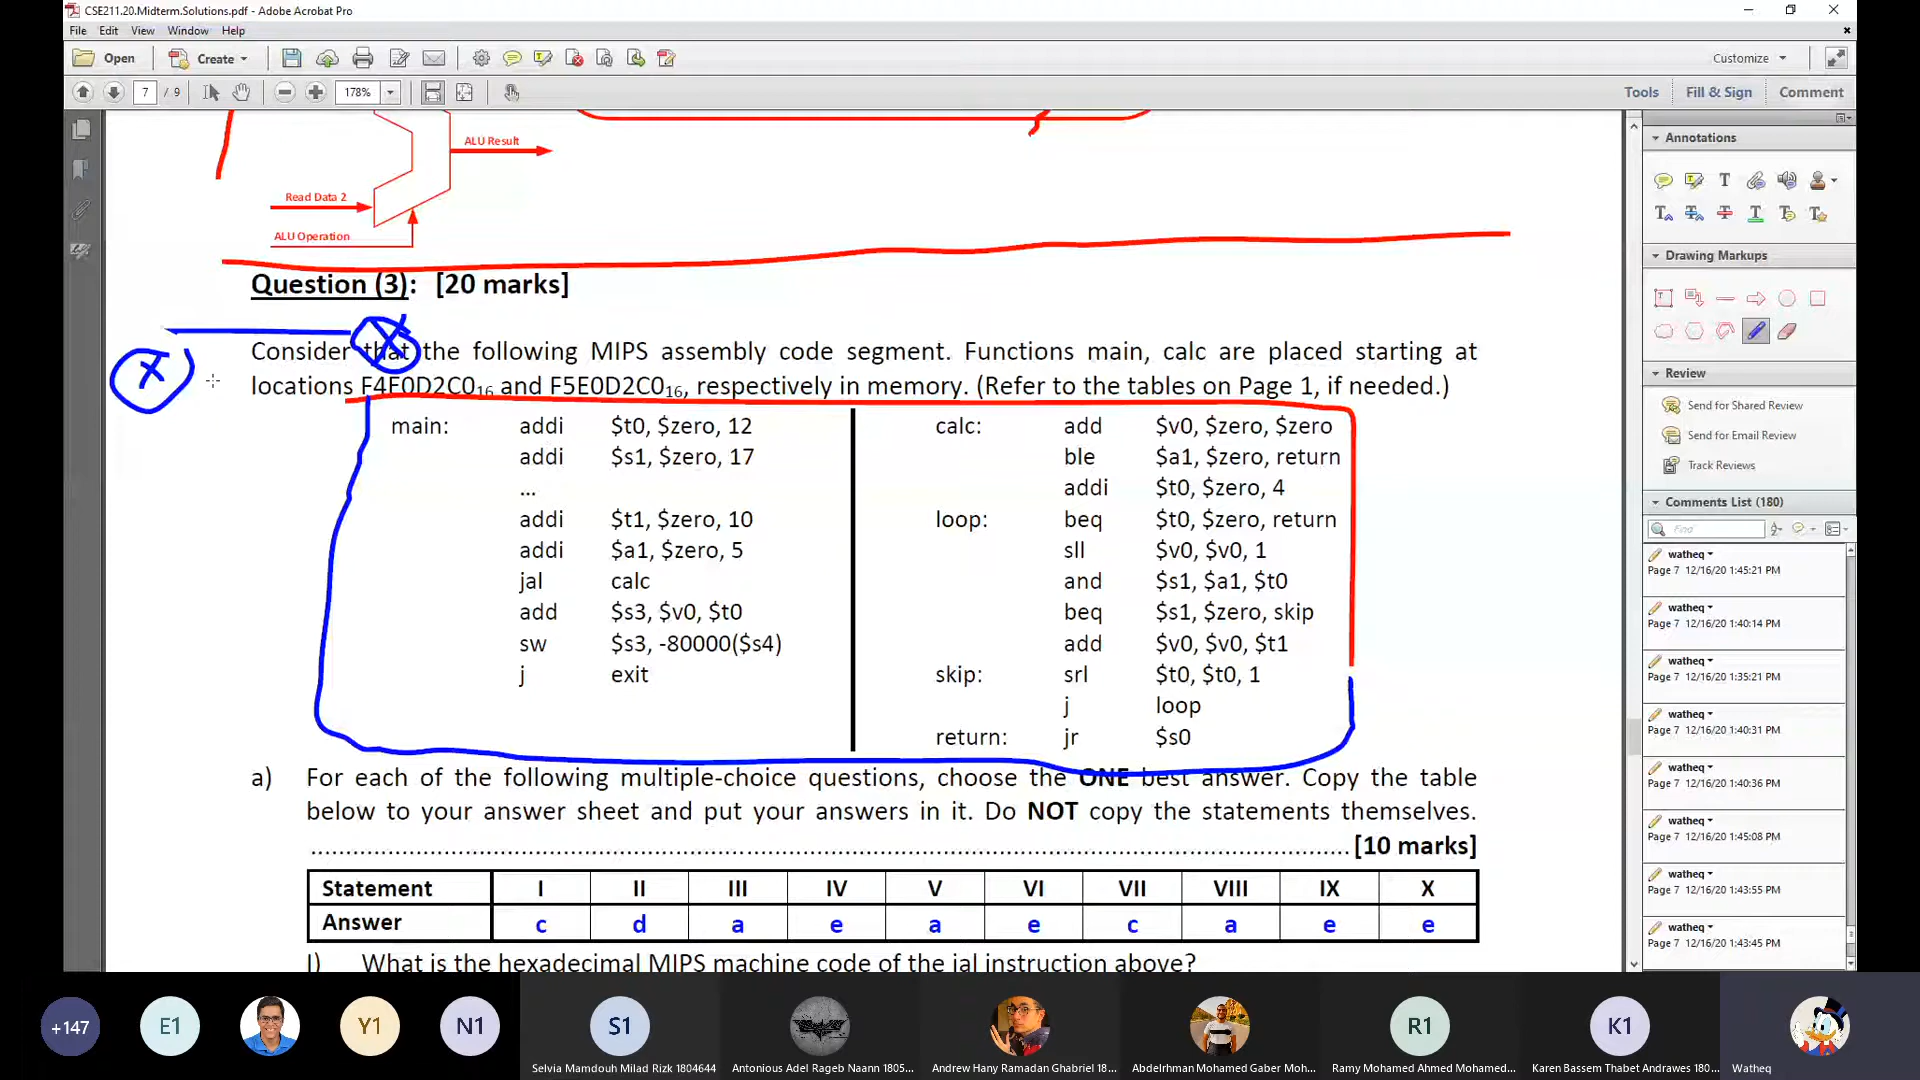 CSE211.20.Midterm.Solutions.pdf - Adobe Acrobat Pro
File Edit View Window Help
Open Create Customize
7 / 9 178% Tools Fill & Sign Comment
ALU Result
Read Data 2
ALU Operation
Question (3): [20 marks]
Consider that the following MIPS assembly code segment. Functions main, calc are placed starting at
locations F4E0D2C016 and F5E0D2C016, respectively in memory. (Refer to the tables on Page 1, if needed.)
main: addi $t0, $zero, 12 calc: add $v0, $zero, $zero
addi $s1, $zero, 17 ble $a1, $zero, return
... addi $t0, $zero, 4
addi $t1, $zero, 10 loop: beq $t0, $zero, return
addi $a1, $zero, 5 sll $v0, $v0, 1
jal calc and $s1, $a1, $t0
add $s3, $v0, $t0 beq $s1, $zero, skip
sw $s3, -80000($s4) add $v0, $v0, $t1
j exit skip: srl $t0, $t0, 1
j loop
return: jr $s0
a) For each of the following multiple-choice questions, choose the ONE best answer. Copy the table
below to your answer sheet and put your answers in it. Do NOT copy the statements themselves.
[10 marks]
Statement I II III IV V VI VII VIII IX X
Answer c d a e a e c a e e
I) What is the hexadecimal MIPS machine code of the jal instruction above?
Annotations
Drawing Markups
Review
Send for Shared Review
Send for Email Review
Track Reviews
Comments List (180)
Find
watheq
Page 7 12/16/20 1:45:21 PM
watheq
Page 7 12/16/20 1:40:14 PM
watheq
Page 7 12/16/20 1:35:21 PM
watheq
Page 7 12/16/20 1:40:31 PM
watheq
Page 7 12/16/20 1:40:36 PM
watheq
Page 7 12/16/20 1:45:08 PM
watheq
Page 7 12/16/20 1:43:55 PM
watheq
Page 7 12/16/20 1:43:45 PM
+147 E1 Y1 N1 S1 R1 K1
Selvia Mamdouh Milad Rizk 1804644 Antonious Adel Rageb Naann 1805... Andrew Hany Ramadan Ghabriel 18... Abdelrhman Mohamed Gaber Moh... Ramy Mohamed Ahmed Mohamed... Karen Bassem Thabet Andrawes 180... Watheq